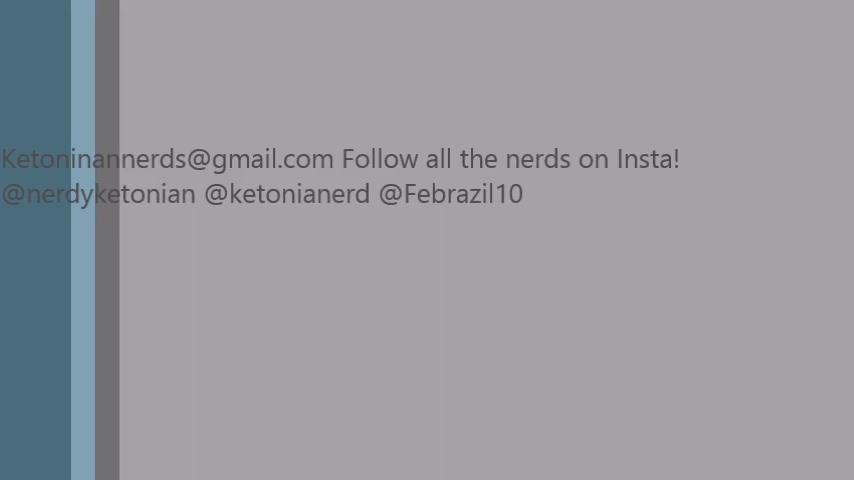 Ketoninannerds@gmail.com Follow all the nerds on Insta!
@nerdyketonian @ketonianerd @Febrazil10